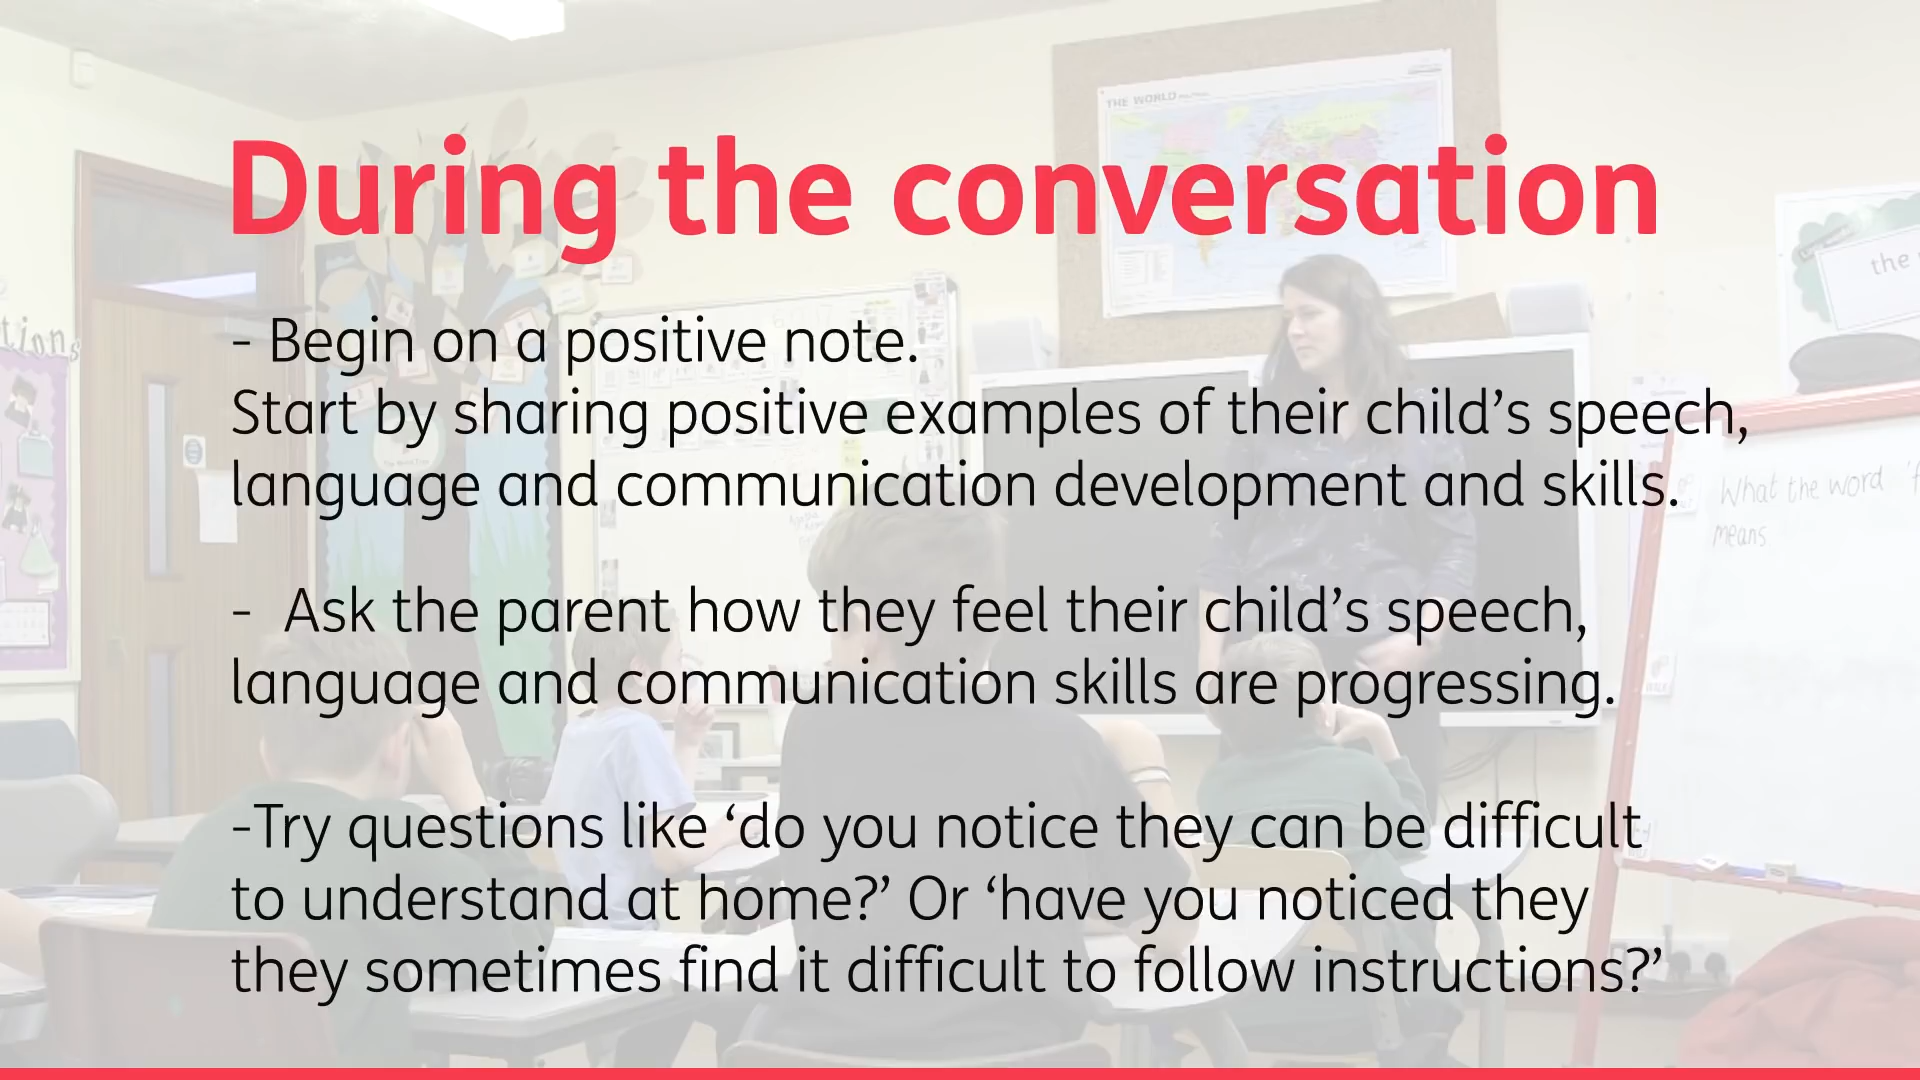 During the conversation
- Begin on a positive note.
Start by sharing positive examples of their child’s speech,
language and communication development and skills.
- Ask the parent how they feel their child’s speech,
language and communication skills are progressing.
-Try questions like ‘do you notice they can be difficult
to understand at home?’ Or ‘have you noticed they
they sometimes find it difficult to follow instructions?’
THE WORLD
the
tions
What the word
means